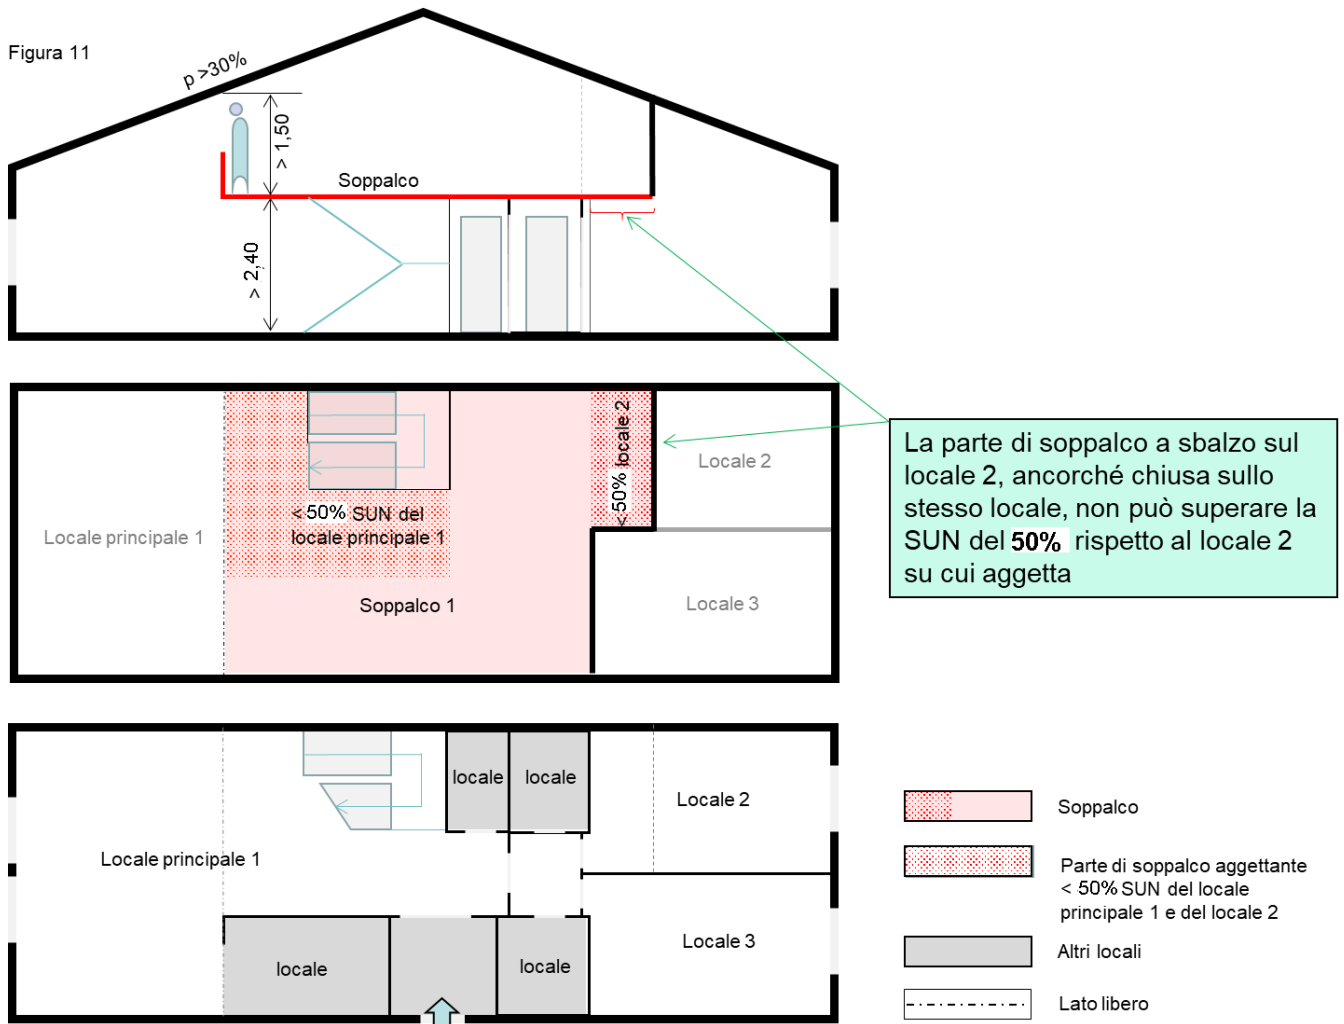 Figura 11
p >30%
> 1,50
Soppalco
> 2,40
La parte di soppalco a sbalzo sul
locale 2, ancorché chiusa sullo
stesso locale, non può superare la
SUN del 50% rispetto al locale 2
su cui aggetta
Locale principale 1
< 50% SUN del
locale principale 1
Soppalco 1
< 50% locale 2
Locale 2
Locale 3
locale
locale
Locale 2
Locale principale 1
Locale 3
locale
locale
Soppalco
Parte di soppalco aggettante
< 50% SUN del locale
principale 1 e del locale 2
Altri locali
Lato libero